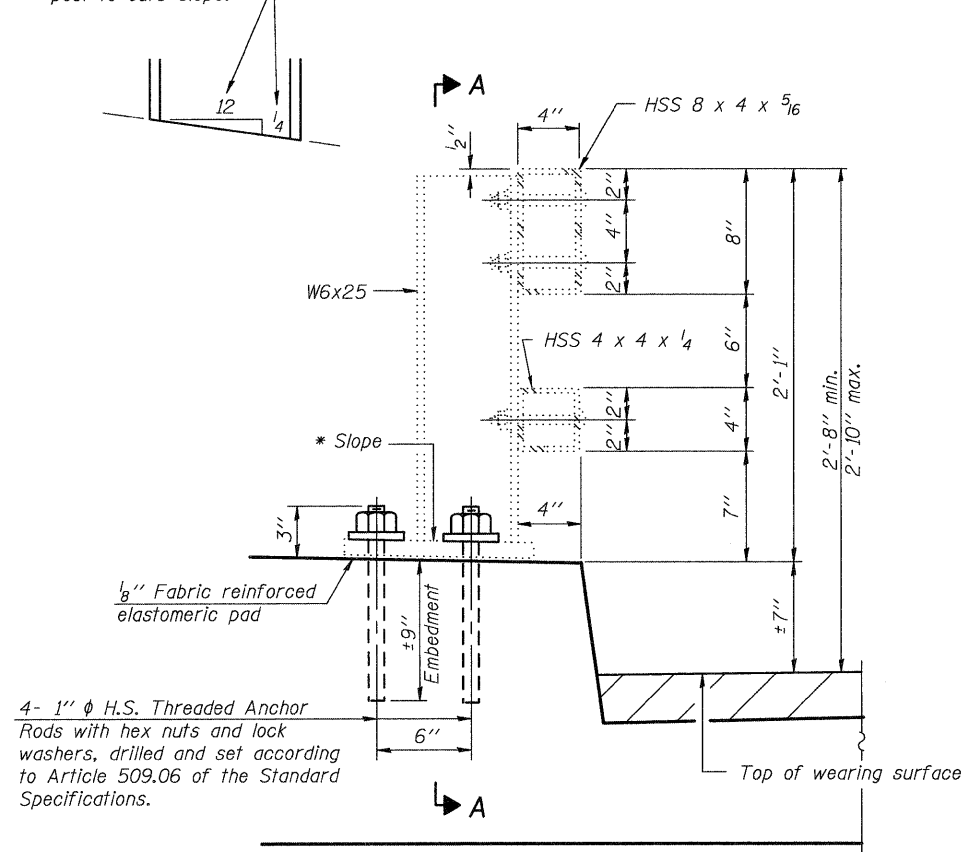 post to curb slope.
12
1/4
A
HSS 8 x 4 x 5/16
4"
1/2"
2"
4"
2"
8"
W6x25
6"
HSS 4 x 4 x 1/4
2'-1"
2'-8" min.
2'-10" max.
2"
2"
4"
* Slope
4"
7"
3"
1/8" Fabric reinforced
elastomeric pad
±9"
Embedment
±7"
4- 1" ϕ H.S. Threaded Anchor
Rods with hex nuts and lock
washers, drilled and set according
to Article 509.06 of the Standard
Specifications.
6"
Top of wearing surface
A